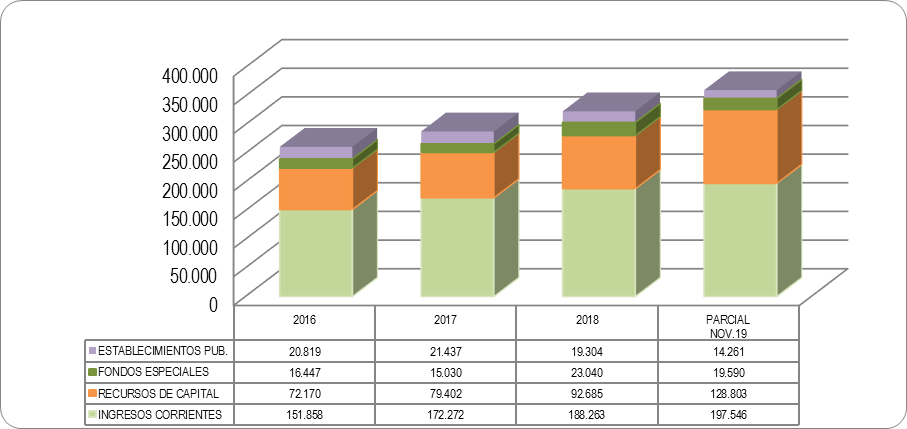 400.000
350.000
300.000
250.000
200.000
150.000
100.000
50.000
0
2016 2017 2018 PARCIAL
NOV.19
ESTABLECIMIENTOS PUB. 20.819 21.437 19.304 14.261
FONDOS ESPECIALES 16.447 15.030 23.040 19.590
RECURSOS DE CAPITAL 72.170 79.402 92.685 128.803
INGRESOS CORRIENTES 151.858 172.272 188.263 197.546